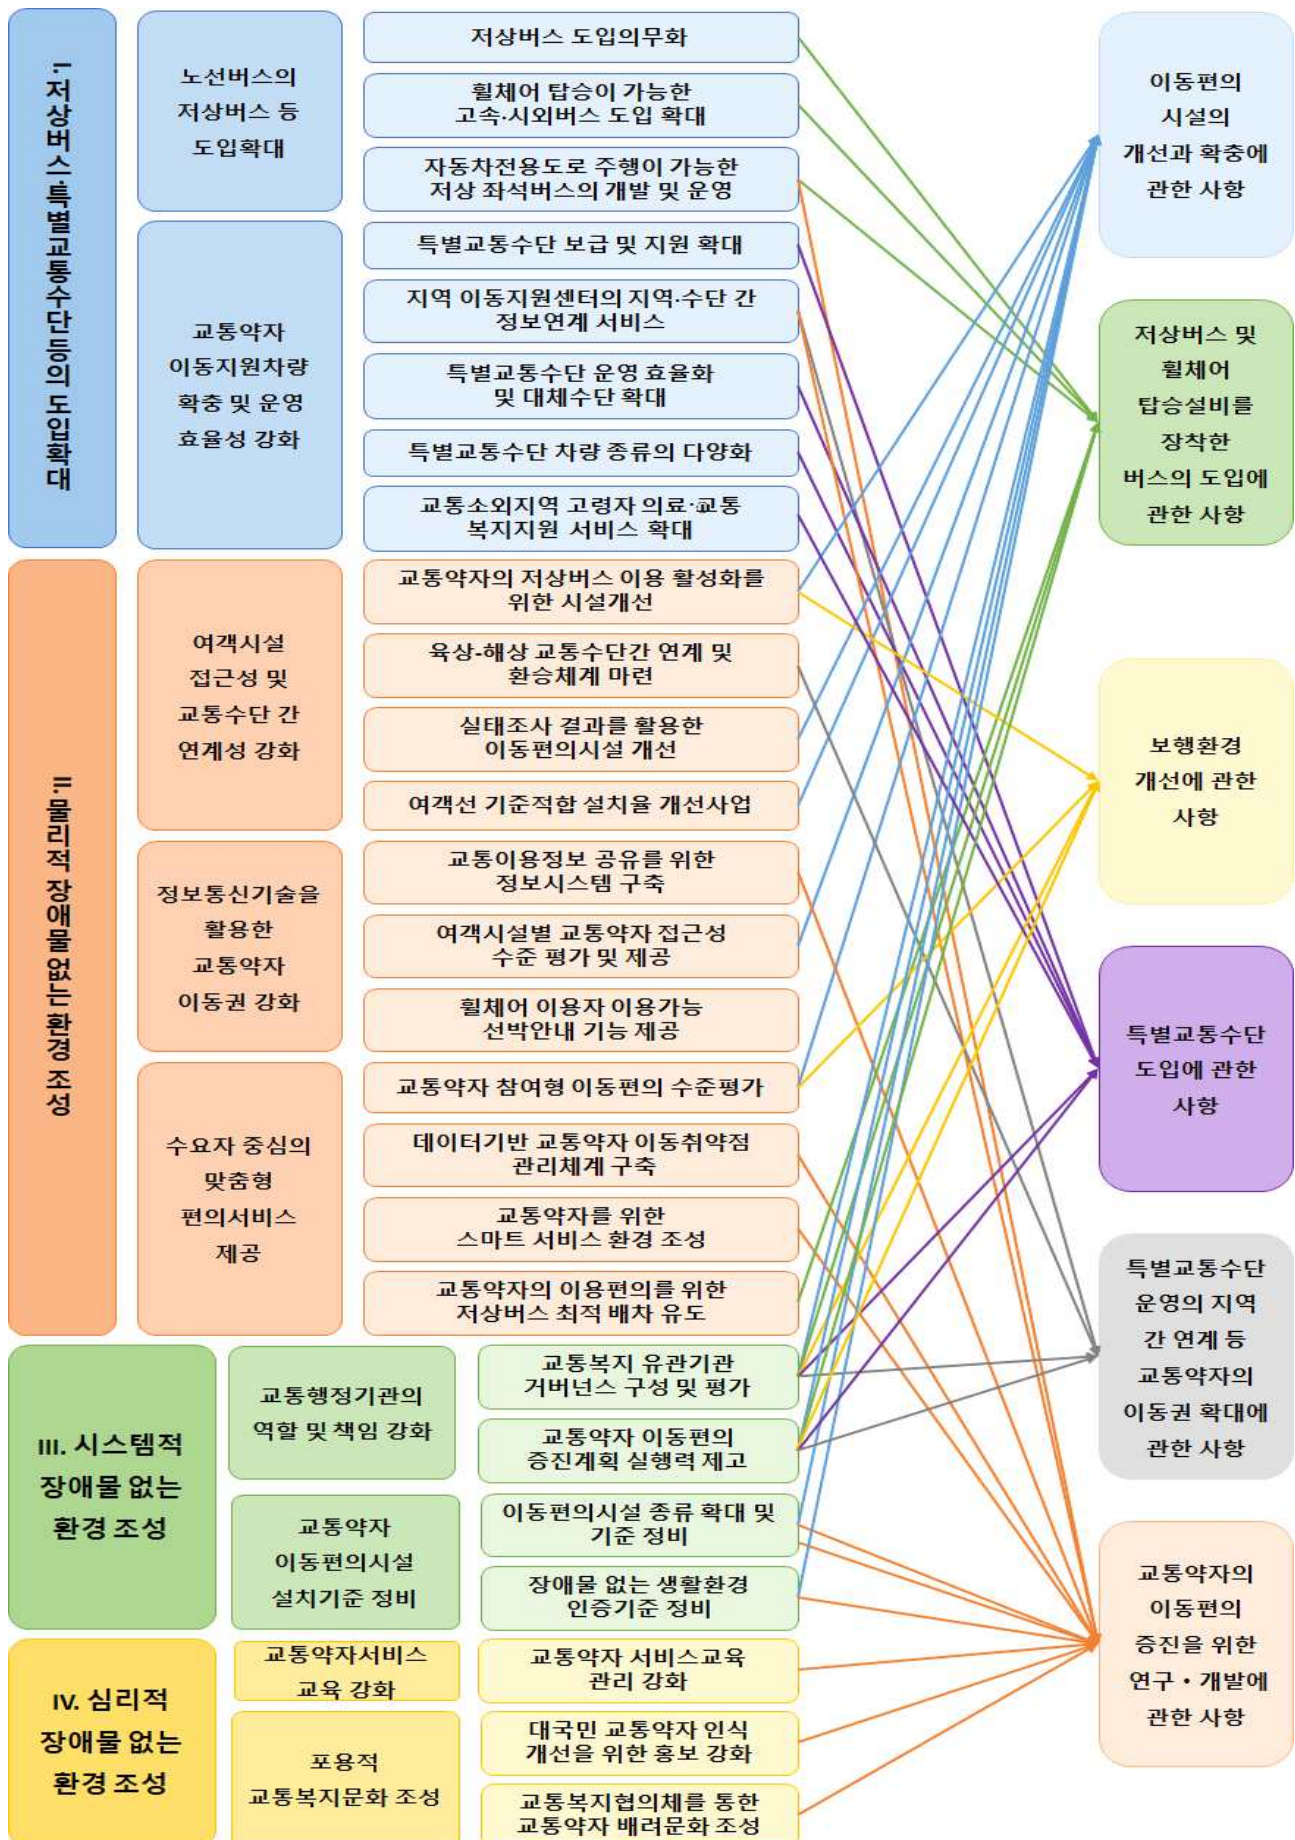 I. 저상버스·특별교통수단 등의 도입확대
노선버스의
저상버스 등
도입확대
저상버스 도입의무화
휠체어 탑승이 가능한
고속·시외버스 도입 확대
자동차전용도로 주행이 가능한
저상 좌석버스의 개발 및 운영
교통약자
이동지원차량
확충 및 운영
효율성 강화
특별교통수단 보급 및 지원 확대
지역 이동지원센터의 지역·수단 간
정보연계 서비스
특별교통수단 운영 효율화
및 대체수단 확대
특별교통수단 차량 종류의 다양화
교통소외지역 고령자 의료·교통
복지지원 서비스 확대
II. 물리적 장애물 없는 환경 조성
여객시설
접근성 및
교통수단 간
연계성 강화
교통약자의 저상버스 이용 활성화를
위한 시설개선
육상-해상 교통수단간 연계 및
환승체계 마련
실태조사 결과를 활용한
이동편의시설 개선
여객선 기준적합 설치율 개선사업
정보통신기술을
활용한
교통약자
이동권 강화
교통이용정보 공유를 위한
정보시스템 구축
여객시설별 교통약자 접근성
수준 평가 및 제공
휠체어 이용자 이용가능
선박안내 기능 제공
수요자 중심의
맞춤형
편의서비스
제공
교통약자 참여형 이동편의 수준평가
데이터기반 교통약자 이동취약점
관리체계 구축
교통약자를 위한
스마트 서비스 환경 조성
교통약자의 이용편의를 위한
저상버스 최적 배차 유도
III. 시스템적
장애물 없는
환경 조성
교통행정기관의
역할 및 책임 강화
교통복지 유관기관
거버넌스 구성 및 평가
교통약자 이동편의
증진계획 실행력 제고
교통약자
이동편의시설
설치기준 정비
이동편의시설 종류 확대 및
기준 정비
장애물 없는 생활환경
인증기준 정비
IV. 심리적
장애물 없는
환경 조성
교통약자서비스
교육 강화
교통약자 서비스교육
관리 강화
포용적
교통복지문화 조성
대국민 교통약자 인식
개선을 위한 홍보 강화
교통복지협의체를 통한
교통약자 배려문화 조성
이동편의
시설의
개선과 확충에
관한 사항
저상버스 및
휠체어
탑승설비를
장착한
버스의 도입에
관한 사항
보행환경
개선에 관한
사항
특별교통수단
도입에 관한
사항
특별교통수단
운영의 지역
간 연계 등
교통약자의
이동권 확대에
관한 사항
교통약자의
이동편의
증진을 위한
연구·개발에
관한 사항